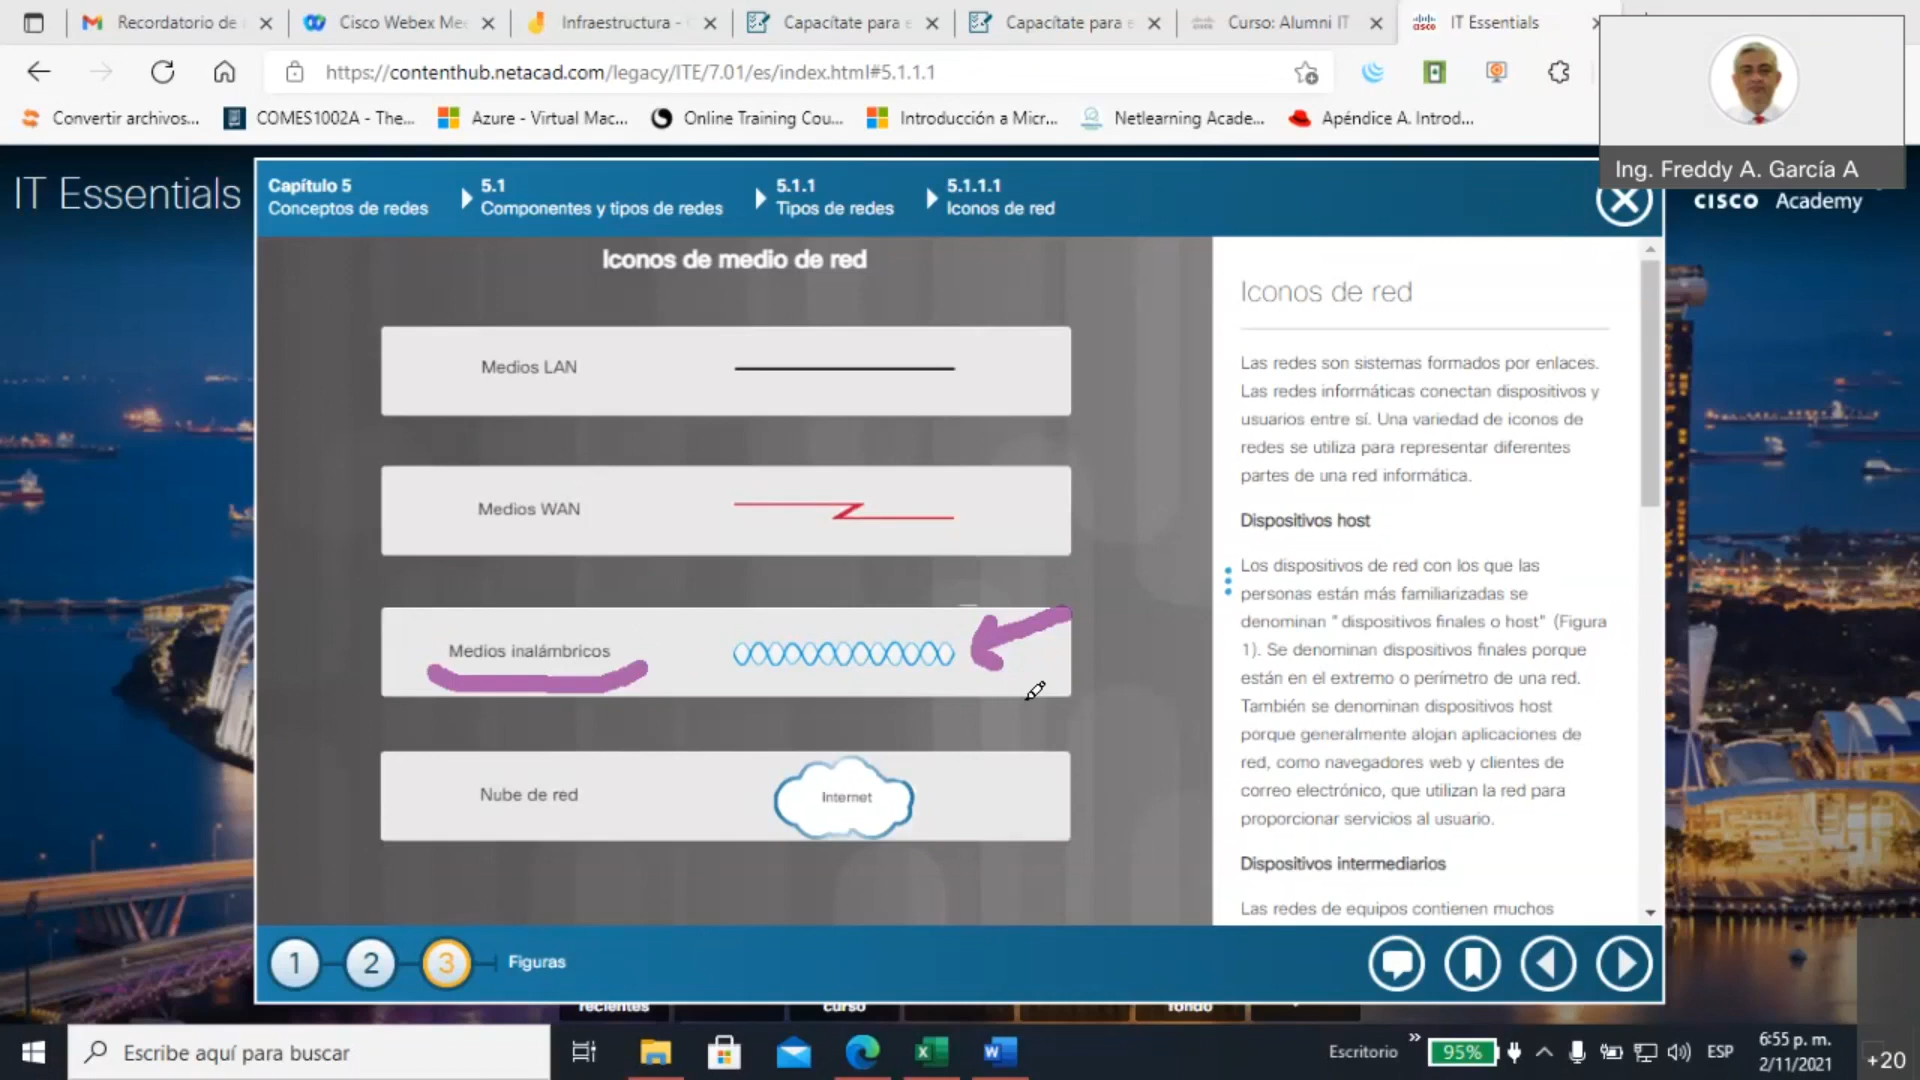 Recordatorio de
Cisco Webex Me
Infraestructura -
Capacítate para e
Capacítate para e
Curso: Alumni IT
IT Essentials
https://contenthub.netacad.com/legacy/ITE/7.01/es/index.html#5.1.1.1
Convertir archivos...
COMES1002A - The...
Azure - Virtual Mac...
Online Training Cou...
Introducción a Micr...
Netlearning Acade...
Apéndice A. Introd...
Ing. Freddy A. García A
IT Essentials
Capítulo 5
Conceptos de redes
5.1
Componentes y tipos de redes
5.1.1
Tipos de redes
5.1.1.1
Iconos de red
CISCO Academy
Iconos de medio de red
Medios LAN
Medios WAN
Medios inalámbricos
Nube de red
Internet
Iconos de red
Las redes son sistemas formados por enlaces.
Las redes informáticas conectan dispositivos y
usuarios entre sí. Una variedad de iconos de
redes se utiliza para representar diferentes
partes de una red informática.
Dispositivos host
Los dispositivos de red con los que las
personas están más familiarizadas se
denominan "dispositivos finales o host" (Figura
1). Se denominan dispositivos finales porque
están en el extremo o perímetro de una red.
También se denominan dispositivos host
porque generalmente alojan aplicaciones de
red, como navegadores web y clientes de
correo electrónico, que utilizan la red para
proporcionar servicios al usuario.
Dispositivos intermediarios
Las redes de equipos contienen muchos
1 2 3 Figuras
recientes
curso
fondo
Escribe aquí para buscar
Escritorio
95%
ESP
6:55 p. m.
2/11/2021
+20